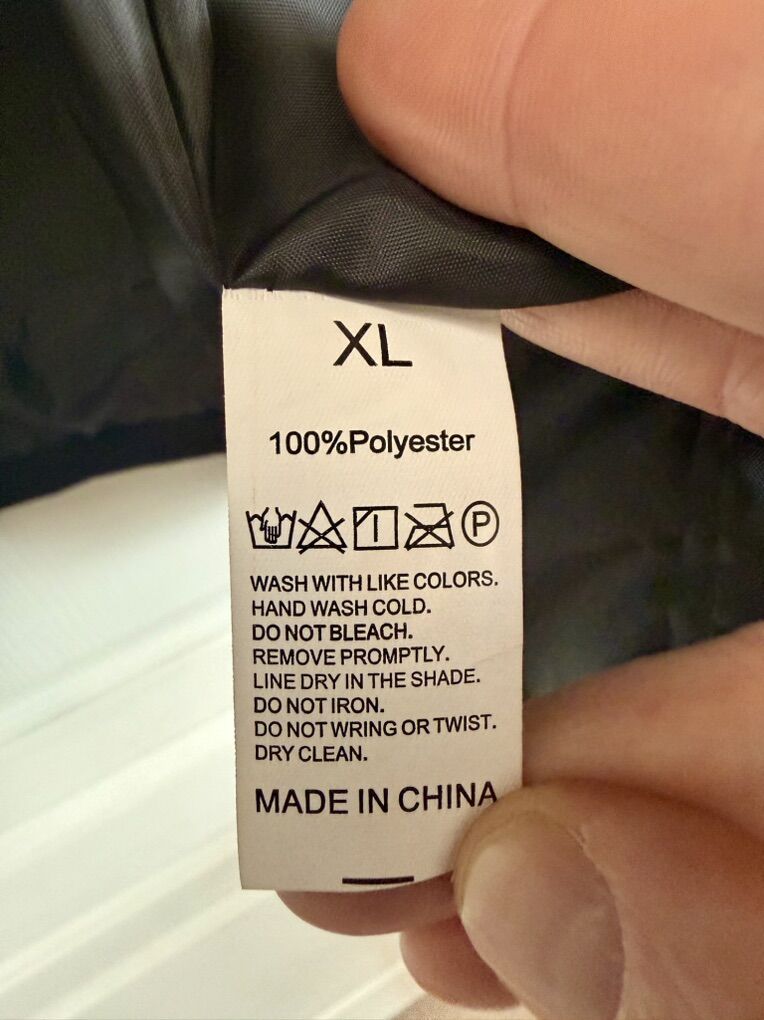 XL
100%Polyester
P
WASH WITH LIKE COLORS.
HAND WASH COLD.
DO NOT BLEACH.
REMOVE PROMPTLY.
LINE DRY IN THE SHADE.
DO NOT IRON.
DO NOT WRING OR TWIST.
DRY CLEAN.
MADE IN CHINA